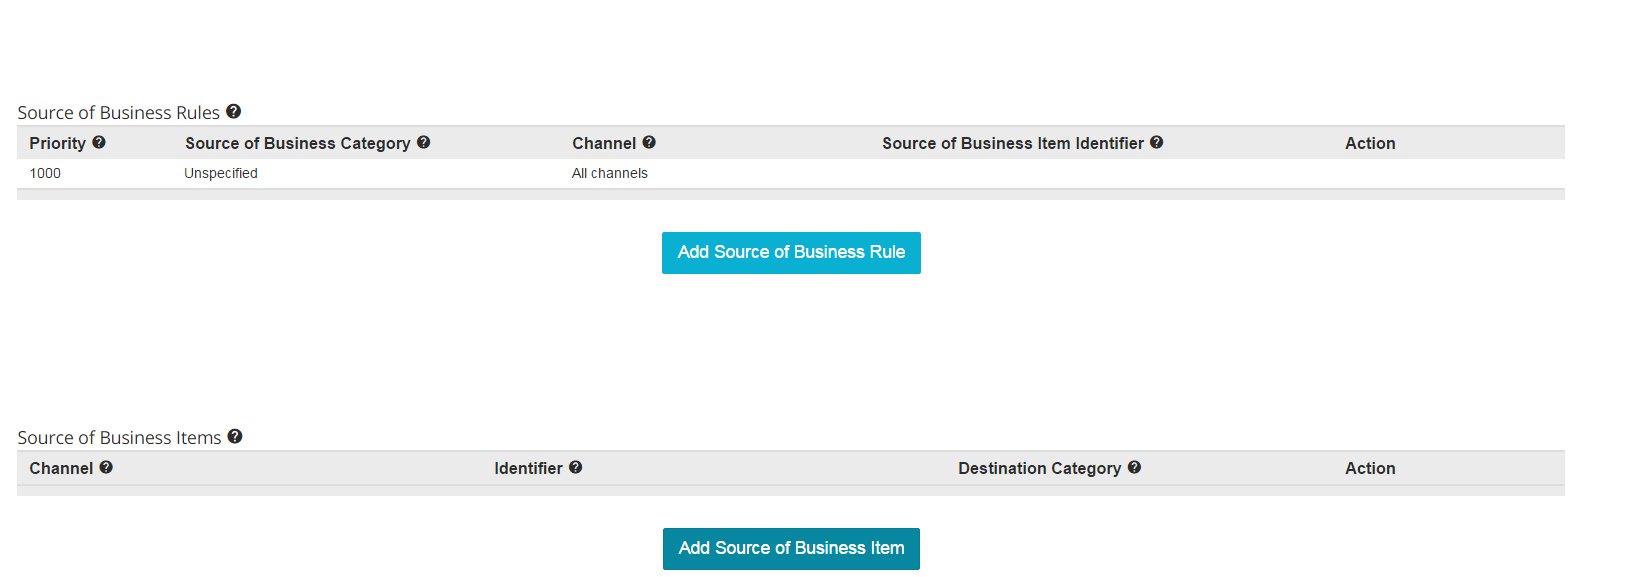 Source of Business Rules
Priority Source of Business Category Channel Source of Business Item Identifier Action
1000 Unspecified All channels
Add Source of Business Rule
Source of Business Items
Channel Identifier Destination Category Action
Add Source of Business Item